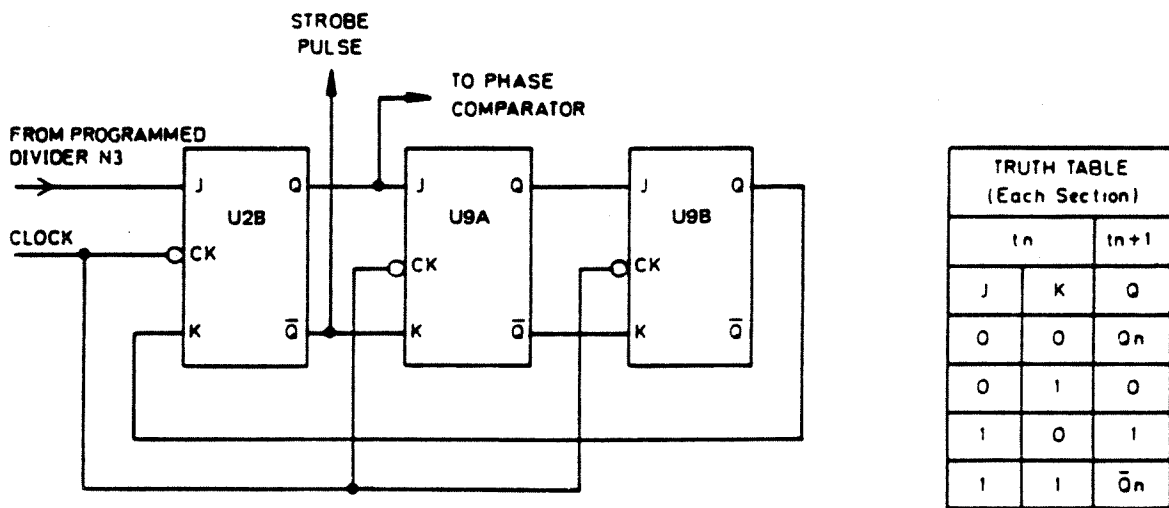 STROBE
PULSE
TO PHASE
COMPARATOR
FROM PROGRAMMED
DIVIDER N3
J Q J Q J Q
U2B U9A U9B
CLOCK
CK CK CK
K Q̅ K Q̅ K Q̅
TRUTH TABLE
(Each Section)
tn tn+1
J K Q
0 0 Qn
0 1 0
1 0 1
1 1 Q̅n